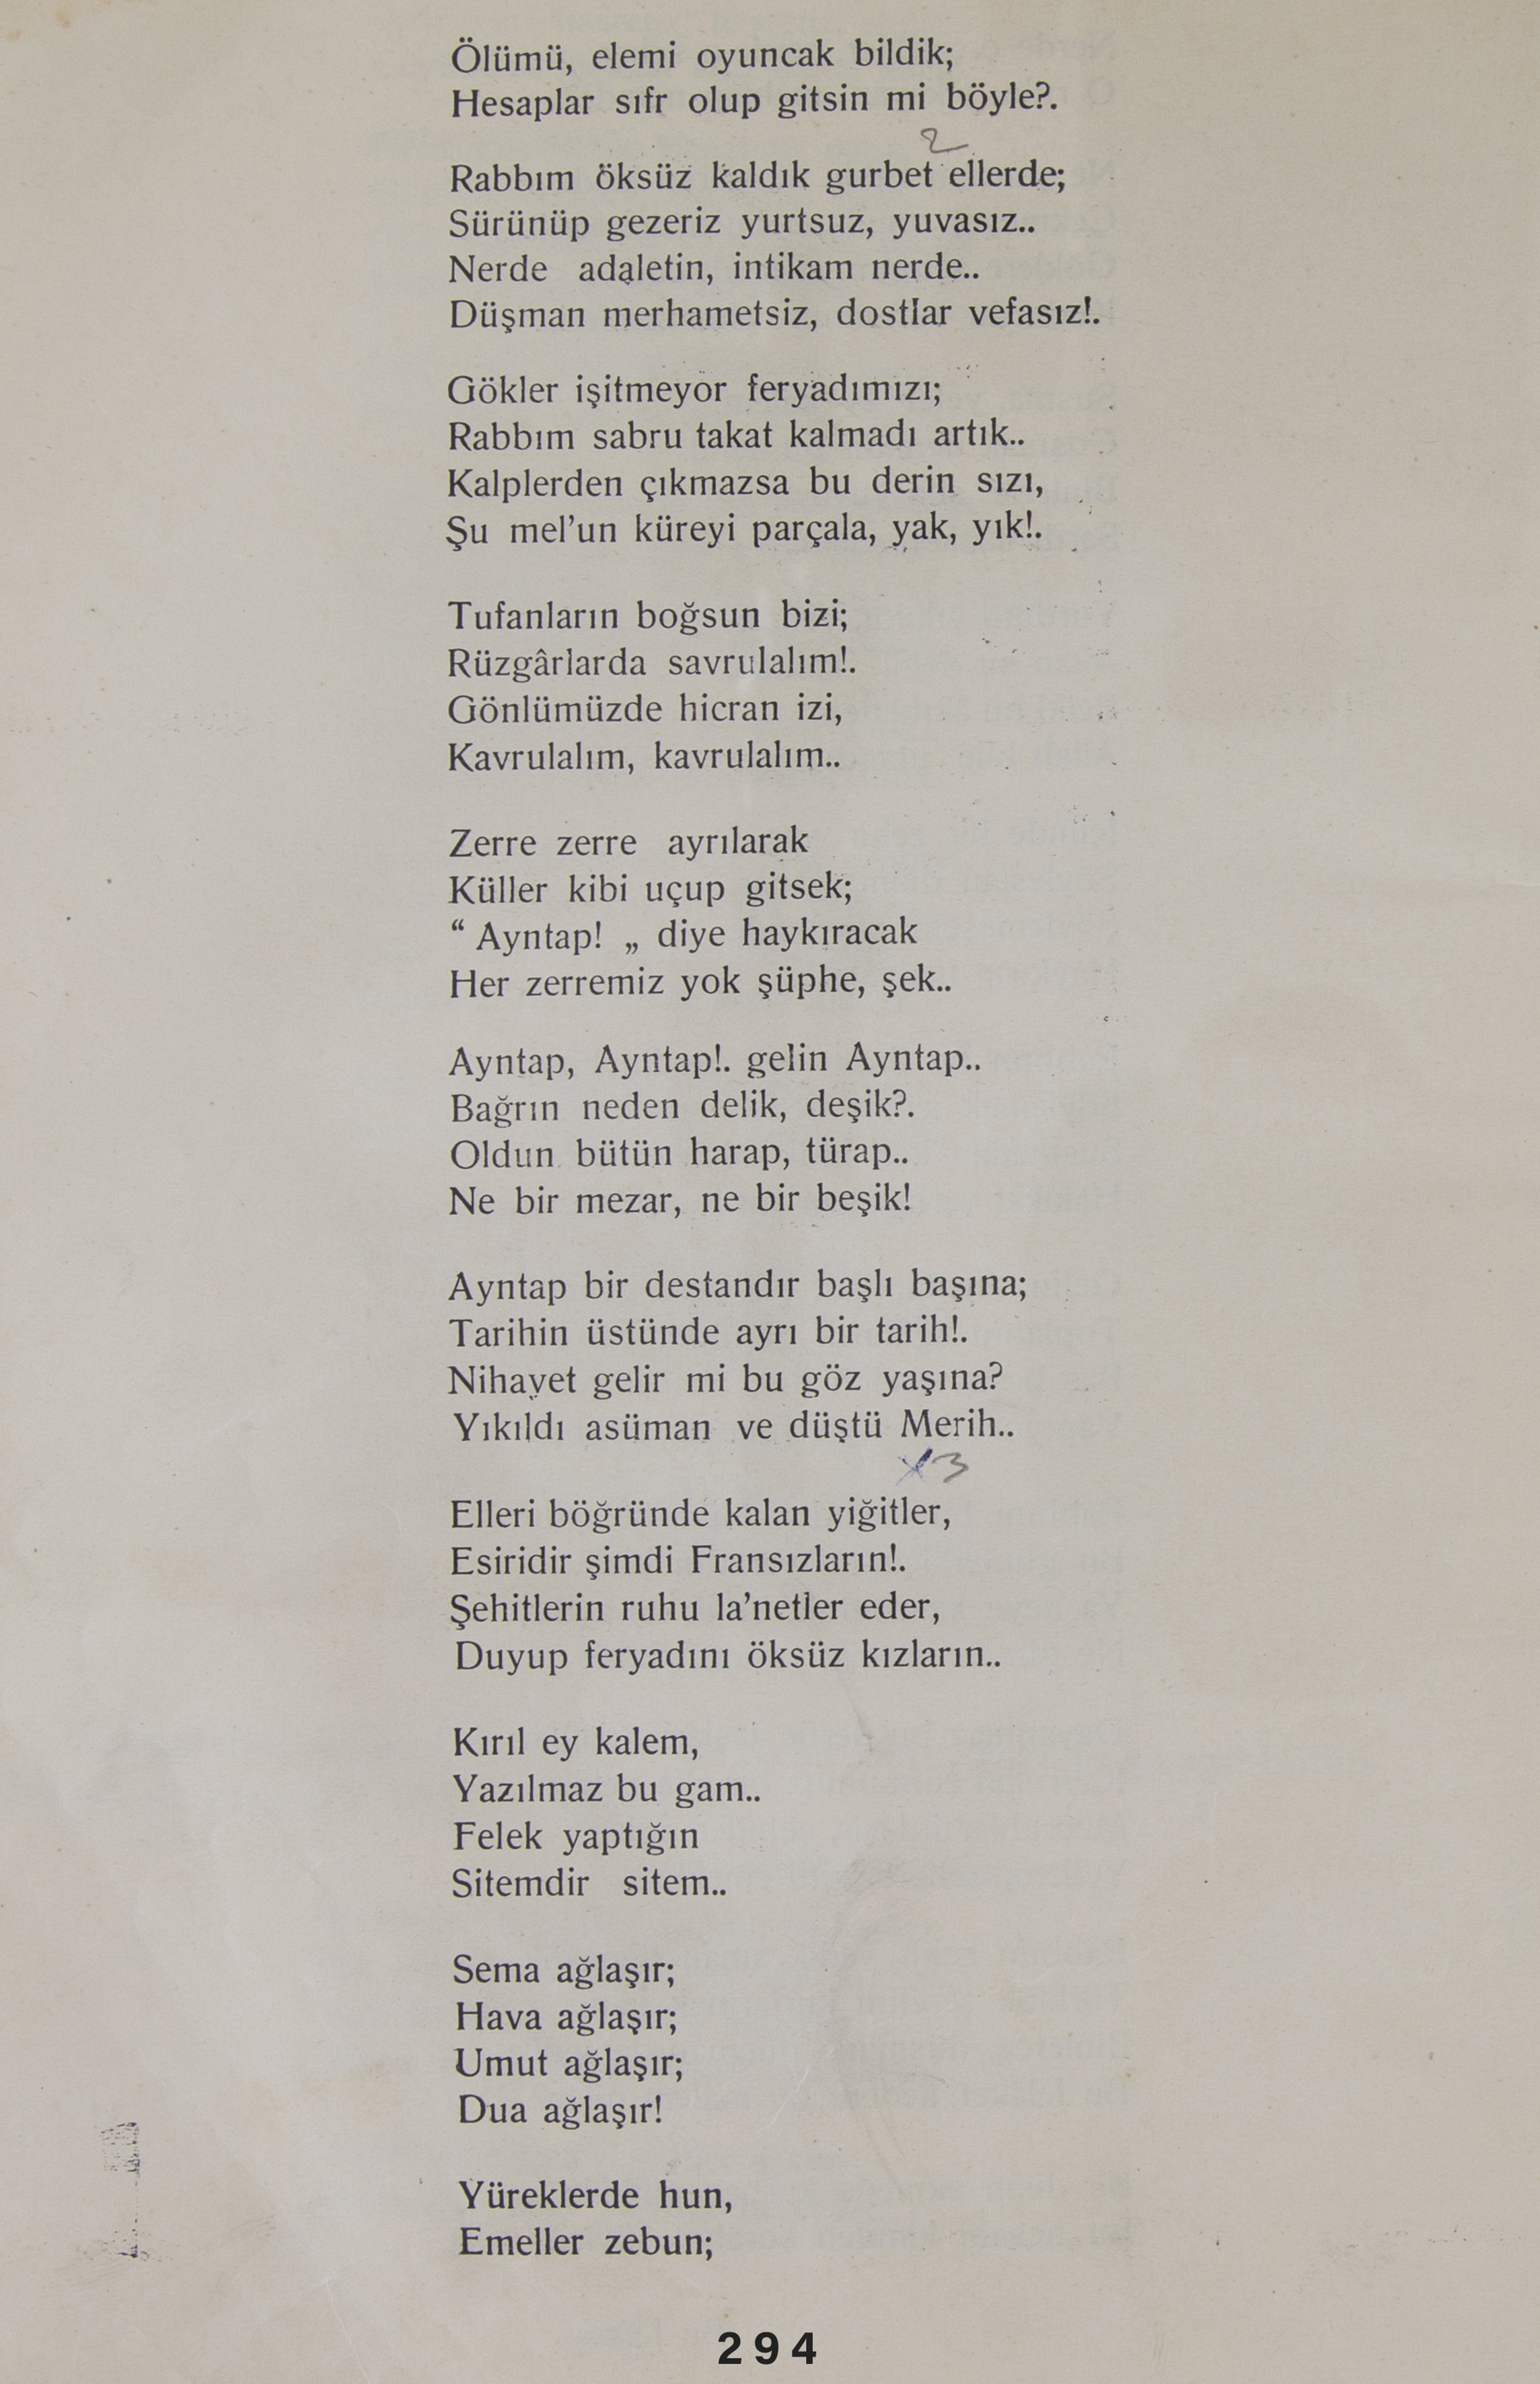 Ölümü, elemi oyuncak bildik;
Hesaplar sıfr olup gitsin mi böyle?.
2
Rabbım öksüz kaldık gurbet ellerde;
Sürünüp gezeriz yurtsuz, yuvasız..
Nerde adaletin, intikam nerde..
Düşman merhametsiz, dostlar vefasız!.
Gökler işitmeyor feryadımızı;
Rabbım sabru takat kalmadı artık..
Kalplerden çıkmazsa bu derin sızı,
Şu mel’un küreyi parçala, yak, yık!.
Tufanların boğsun bizi;
Rüzgârlarda savrulalım!.
Gönlümüzde hicran izi,
Kavrulalım, kavrulalım..
Zerre zerre ayrılarak
Küller kibi uçup gitsek;
“ Ayntap! „ diye haykıracak
Her zerremiz yok şüphe, şek..
Ayntap, Ayntap!. gelin Ayntap..
Bağrın neden delik, deşik?.
Oldun bütün harap, türap..
Ne bir mezar, ne bir beşik!
Ayntap bir destandır başlı başına;
Tarihin üstünde ayrı bir tarih!.
Nihayet gelir mi bu göz yaşına?
Yıkıldı asüman ve düştü Merih..
x3
Elleri böğründe kalan yiğitler,
Esiridir şimdi Fransızların!.
Şehitlerin ruhu la’netler eder,
Duyup feryadını öksüz kızların..
Kırıl ey kalem,
Yazılmaz bu gam..
Felek yaptığın
Sitemdir sitem..
Sema ağlaşır;
Hava ağlaşır;
Umut ağlaşır;
Dua ağlaşır!
Yüreklerde hun,
Emeller zebun;
294